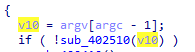 {
v10 = argv[argc - 1];
if ( !sub_402510(v10) )